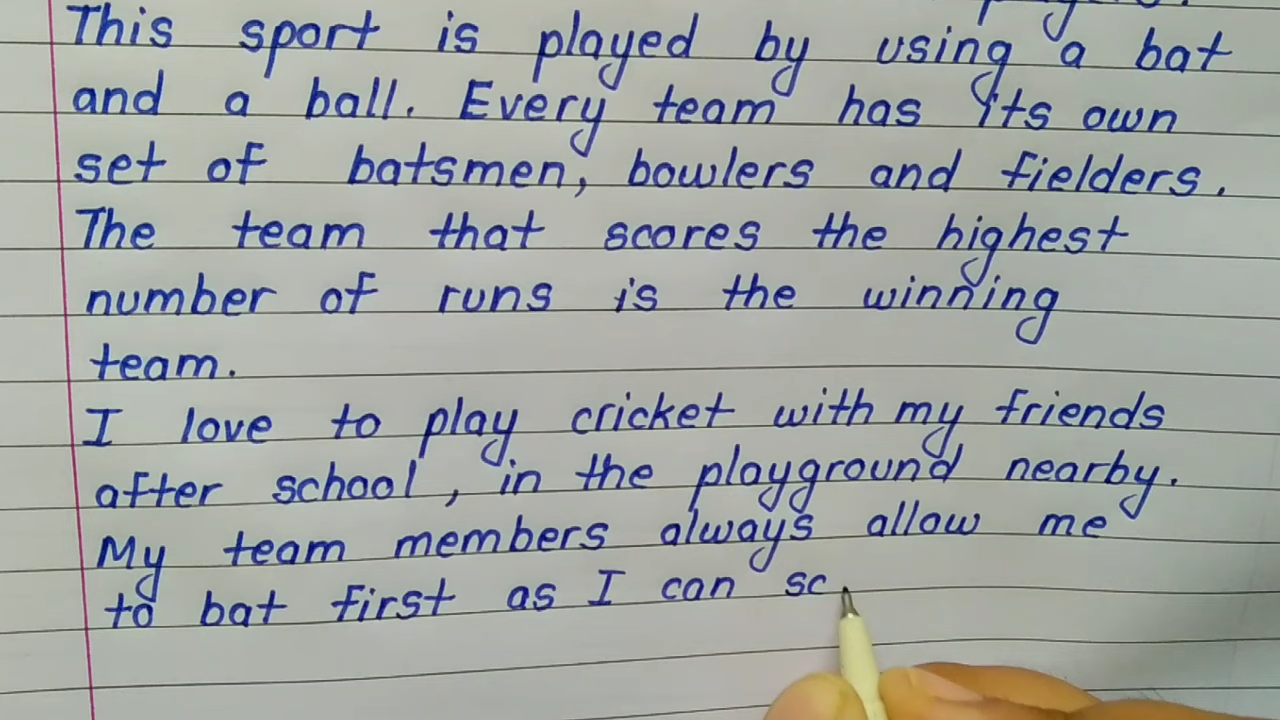 This sport is played by using a bat
and a ball. Every team has its own
set of batsmen, bowlers and fielders.
The team that scores the highest
number of runs is the winning
team.
I love to play cricket with my friends
after school, in the playground nearby.
My team members always allow me
to bat first as I can sc